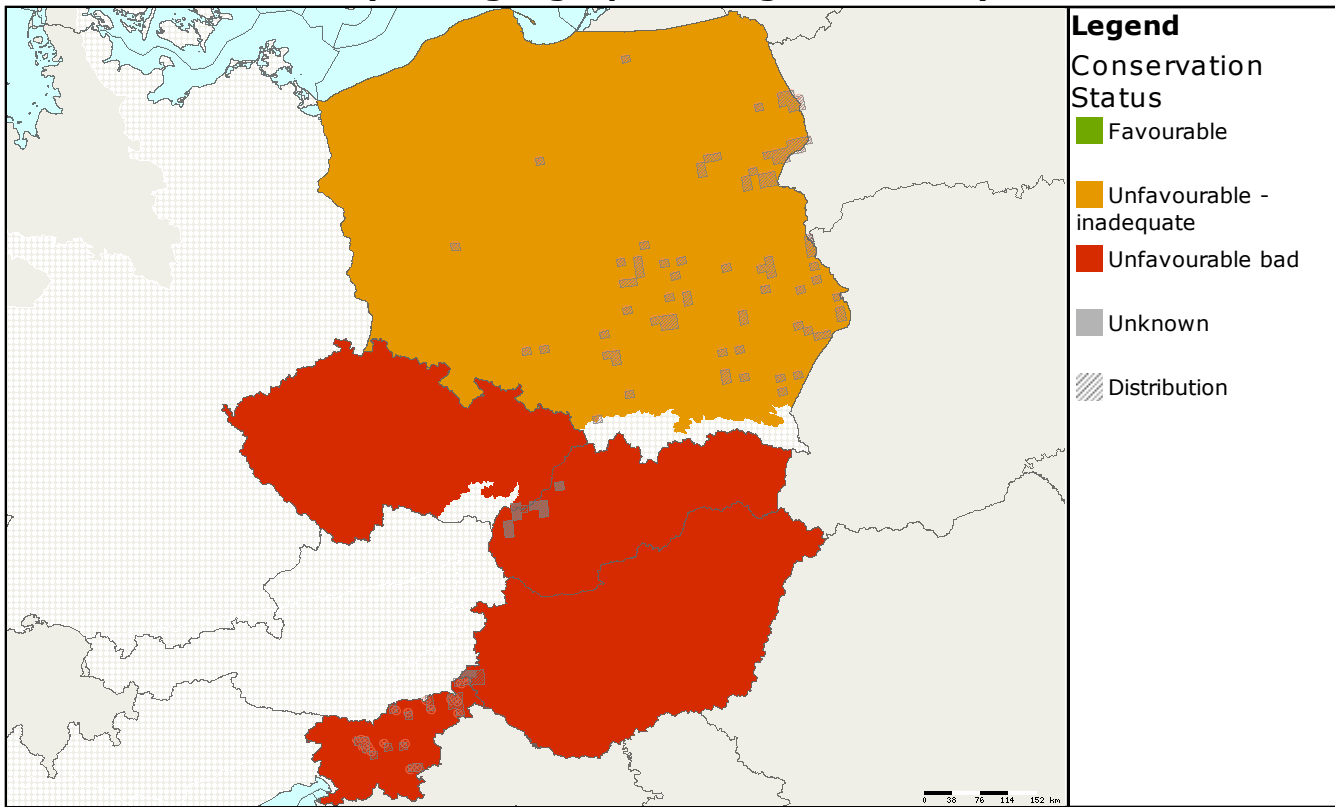 Legend
Conservation
Status
Favourable
Unfavourable -
inadequate
Unfavourable bad
Unknown
Distribution
0 38 76 114 152 km